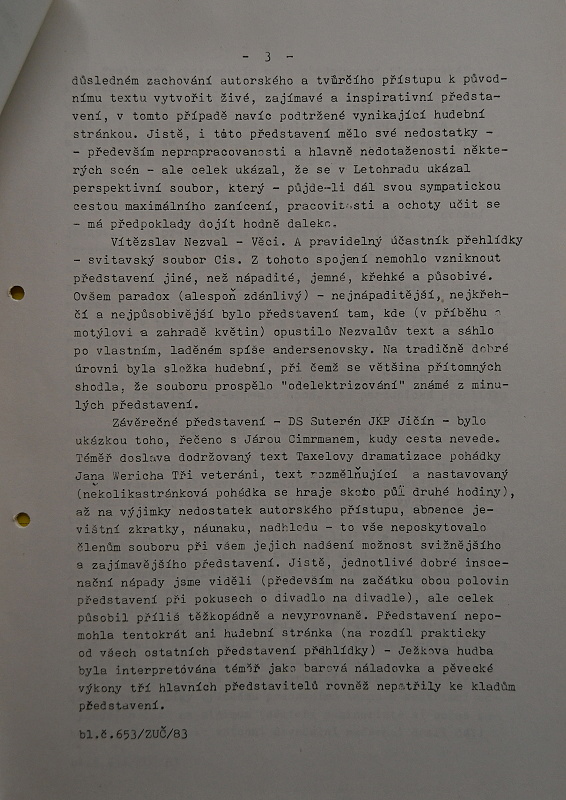 - 3 -
důsledném zachování autorského a tvůrčího přístupu k původ-
nímu textu vytvořit živé, zajímavé a inspirativní předsta-
vení, v tomto případě navíc podtržené vynikající hudební
stránkou. Jistě, i táto představení mělo své nedostatky -
- především nepropracovanosti a hlavně nedotaženosti někte-
rých scén - ale celek ukázal, že se v Letohradu ukázal
perspektivní soubor, který - půjde-li dál svou sympatickou
cestou maximálního zanícení, pracovitosti a ochoty učit se
- má předpoklady dojít hodně daleko.
Vítězslav Nezval - Věci. A pravidelný účastník přehlídky
- svitavský soubor Cis. Z tohoto spojení nemohlo vzniknout
představení jiné, než nápadité, jemné, křehké a působivé.
Ovšem paradox (alespoň zdánlivý) - nejnápaditější, nejkřeh-
čí a nejpůsobivější bylo představení tam, kde (v příběhu o
motýlovi a zahradě květin) opustilo Nezvalův text a sáhlo
po vlastním, laděném spíše andersenovsky. Na tradičně dobré
úrovni byla složka hudební, při čemž se většina přítomných
shodla, že souboru prospělo "odelektrizování" známé z minu-
lých představení.
Závěrečné představení - DS Suterén JKP Jičín - bylo
ukázkou toho, řečeno s Járou Cimrmanem, kudy cesta nevede.
Téměř doslova dodržovaný text Taxelovy dramatizace pohádky
Jana Wericha Tři veteráni, text rozmělňující a nastavovaný
(několikastránková pohádka se hraje skoro půl druhé hodiny),
až na výjimky nedostatek autorského přístupu, absence je-
vištní zkratky, náunaku, nadhledu - to vše neposkytovalo
členům souboru při všem jejich nadšení možnost svižnějšího
a zajímavějšího představení. Jistě, jednotlivé dobré insce-
nační nápady jsme viděli (především na začátku obou polovin
představení při pokusech o divadlo na divadle), ale celek
působil příliš těžkopádně a nevyrovnaně. Představení nepo-
mohla tentokrát ani hudební stránka (na rozdíl prakticky
od všech ostatních představení předhlídky) - Ježkova hudba
byla interpretována téměř jako barová náladovka a pěvecké
výkony tří hlavních představitelů rovněž nepatřily ke kladům
představení.
bl.č.653/ZUČ/83